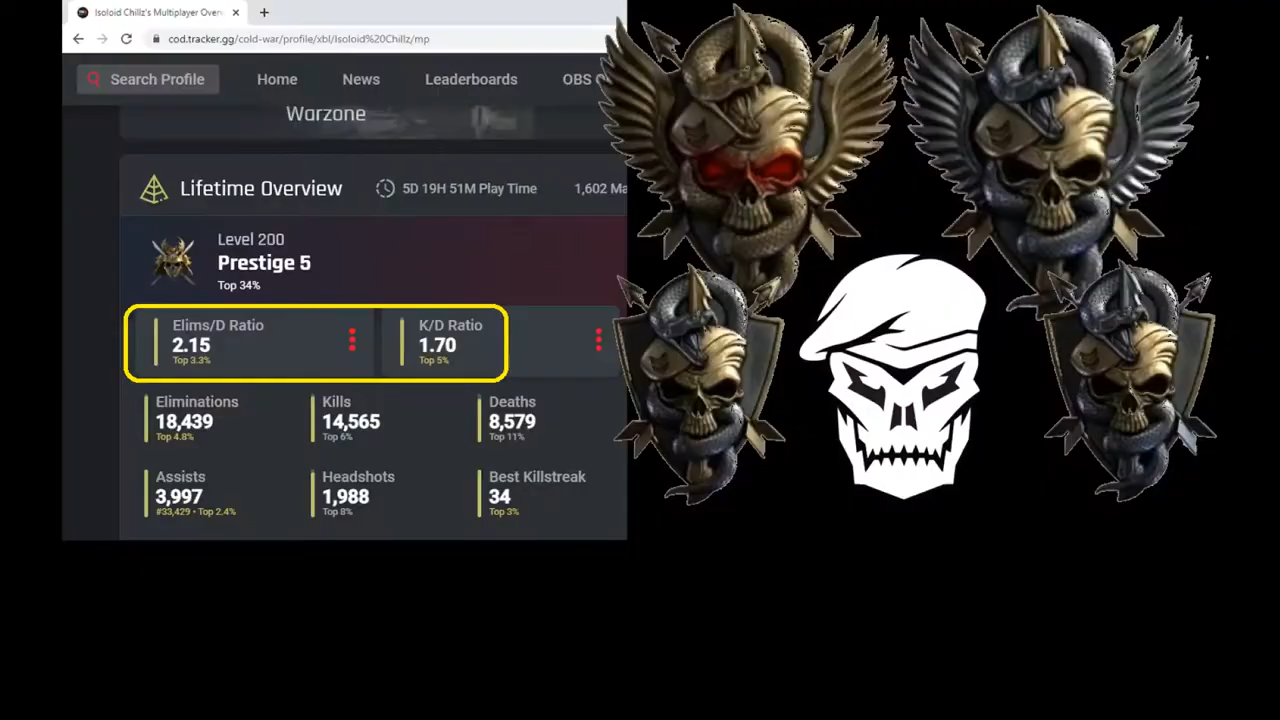 Isoloid Chillz's Multiplayer Over
cod.tracker.gg/cold-war/profile/xbl/Isoloid%20Chillz/mp
Search Profile Home News Leaderboards OBS
Warzone
Lifetime Overview 5D 19H 51M Play Time 1,602 Ma
Level 200
Prestige 5
Top 34%
Elims/D Ratio K/D Ratio
2.15 1.70
Top 3.3% Top 5%
Eliminations Kills Deaths
18,439 14,565 8,579
Top 4.8% Top 6% Top 11%
Assists Headshots Best Killstreak
3,997 1,988 34
#33,429 • Top 2.4% Top 8% Top 3%